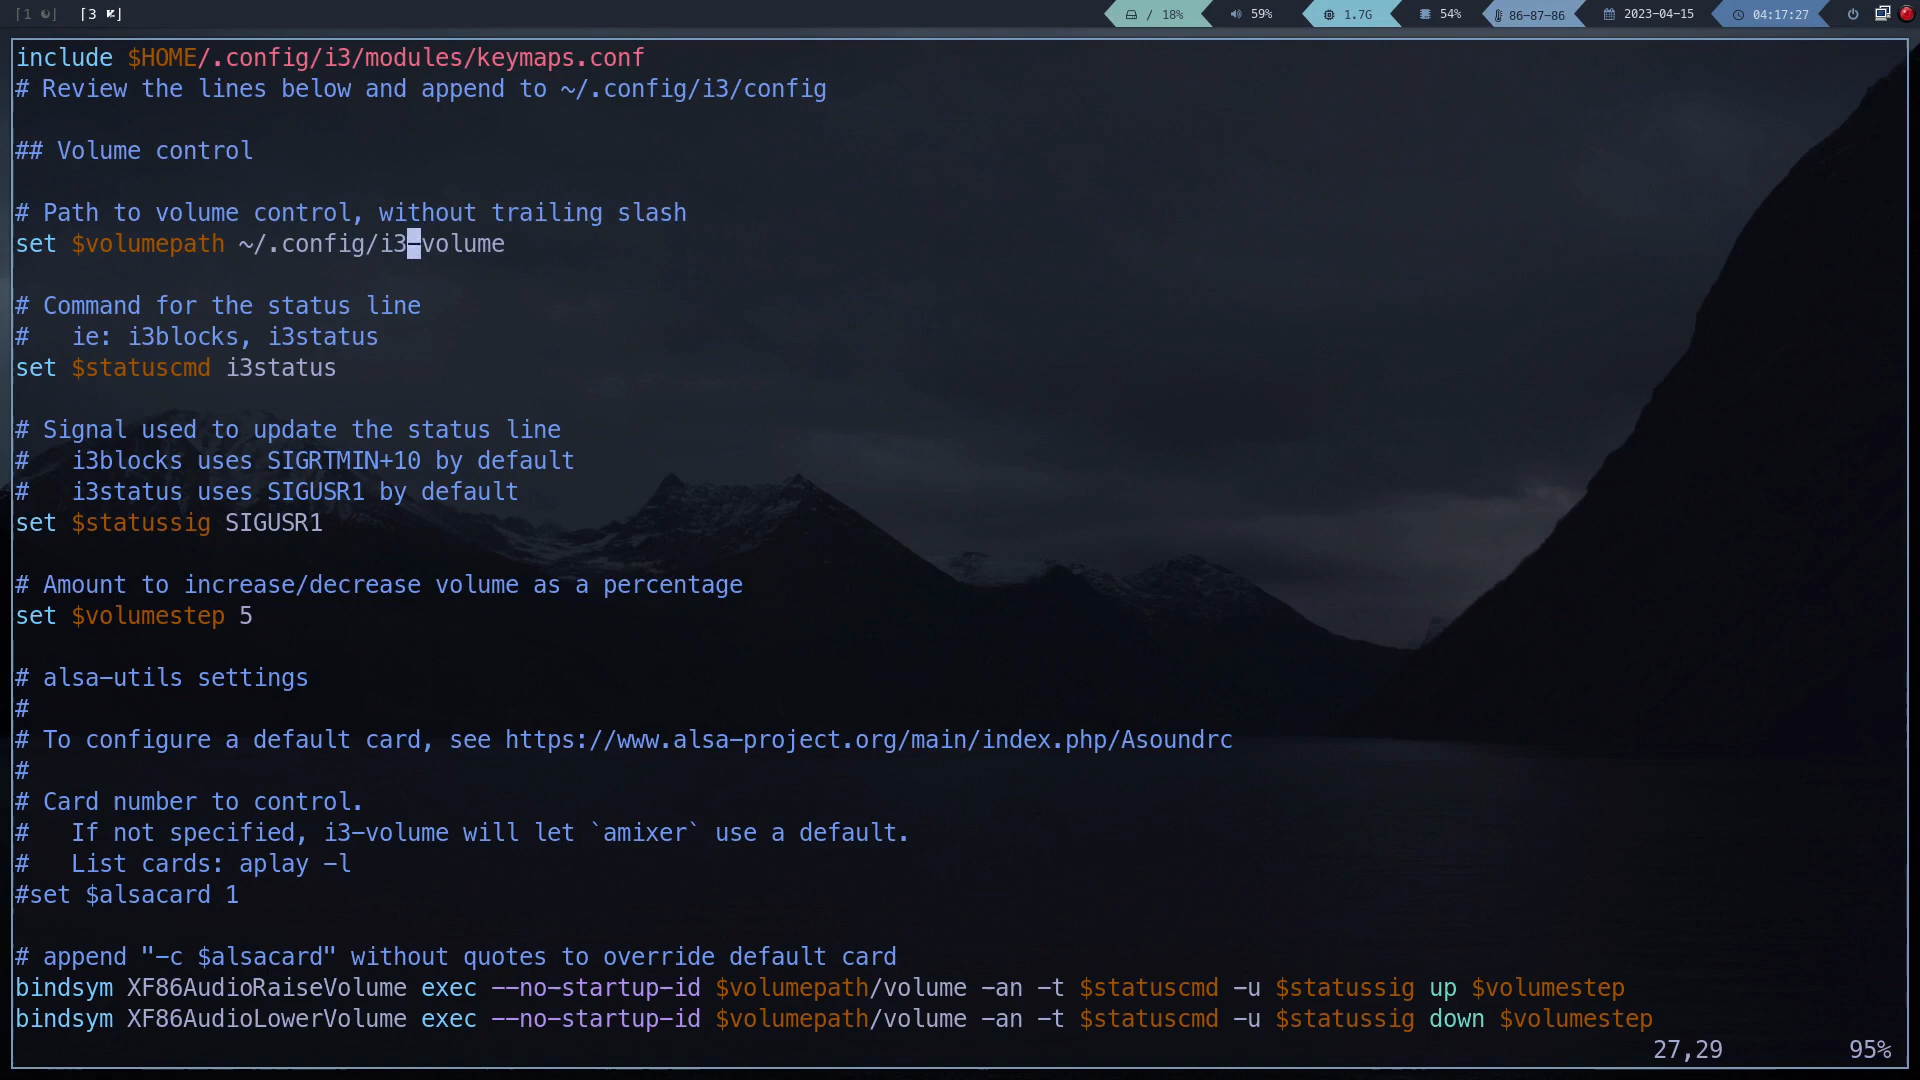 [1 ] [3 ] / 18% 59% 1.7G 54% 86-87-86 2023-04-15 04:17:27
include $HOME/.config/i3/modules/keymaps.conf
# Review the lines below and append to ~/.config/i3/config
## Volume control
# Path to volume control, without trailing slash
set $volumepath ~/.config/i3-volume
# Command for the status line
#   ie: i3blocks, i3status
set $statuscmd i3status
# Signal used to update the status line
#   i3blocks uses SIGRTMIN+10 by default
#   i3status uses SIGUSR1 by default
set $statussig SIGUSR1
# Amount to increase/decrease volume as a percentage
set $volumestep 5
# alsa-utils settings
#
# To configure a default card, see https://www.alsa-project.org/main/index.php/Asoundrc
#
# Card number to control.
#   If not specified, i3-volume will let `amixer` use a default.
#   List cards: aplay -l
#set $alsacard 1
# append "-c $alsacard" without quotes to override default card
bindsym XF86AudioRaiseVolume exec --no-startup-id $volumepath/volume -an -t $statuscmd -u $statussig up $volumestep
bindsym XF86AudioLowerVolume exec --no-startup-id $volumepath/volume -an -t $statuscmd -u $statussig down $volumestep
27,29 95%